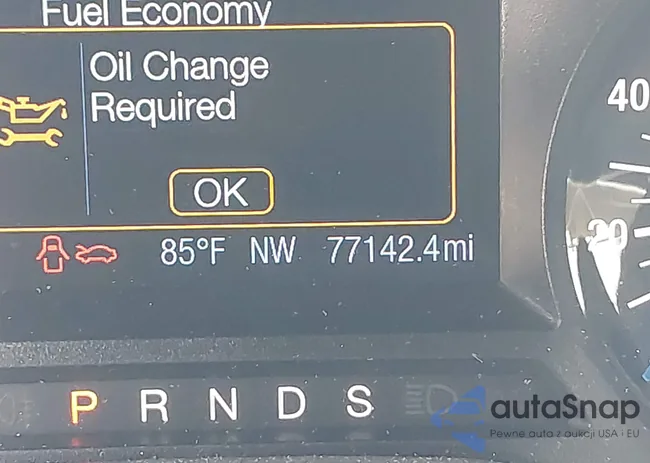 Fuel Economy
Oil Change
Required
OK
85°F NW 77142.4mi
40
20
P R N D S
autaSnap
Pewne auta z aukcji USA i EU